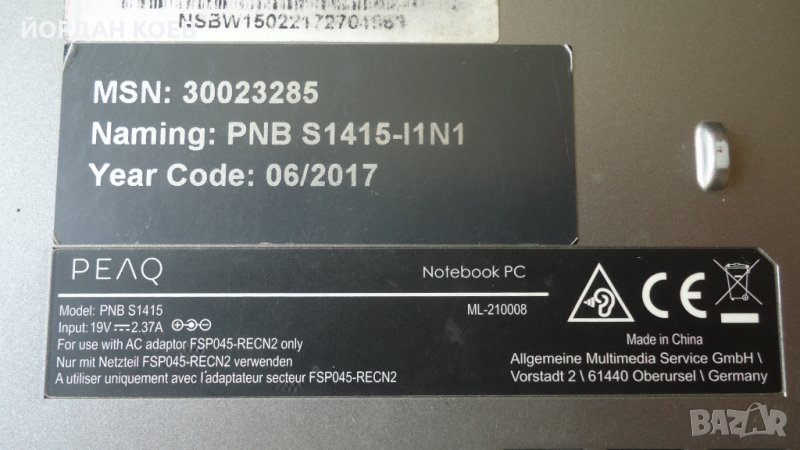 ЙОРДАН КОЕВ
MSN: 30023285
Naming: PNB S1415-I1N1
Year Code: 06/2017
PEAQ
Notebook PC
Model: PNB S1415
ML-210008
Input: 19V 2.37A
For use with AC adaptor FSP045-RECN2 only
Nur mit Netzteil FSP045-RECN2 verwenden
A utiliser uniquement avec l'adaptateur secteur FSP045-RECN2
CE
Made in China
Allgemeine Multimedia Service GmbH \
Vorstadt 2 \ 61440 Oberursel \ Germany
BAZAR